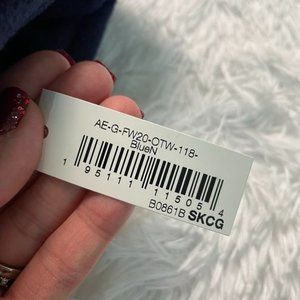 AE-G-FW20-OTW-118-
BlueN
1 95111 11505 4
B0861B SKCG